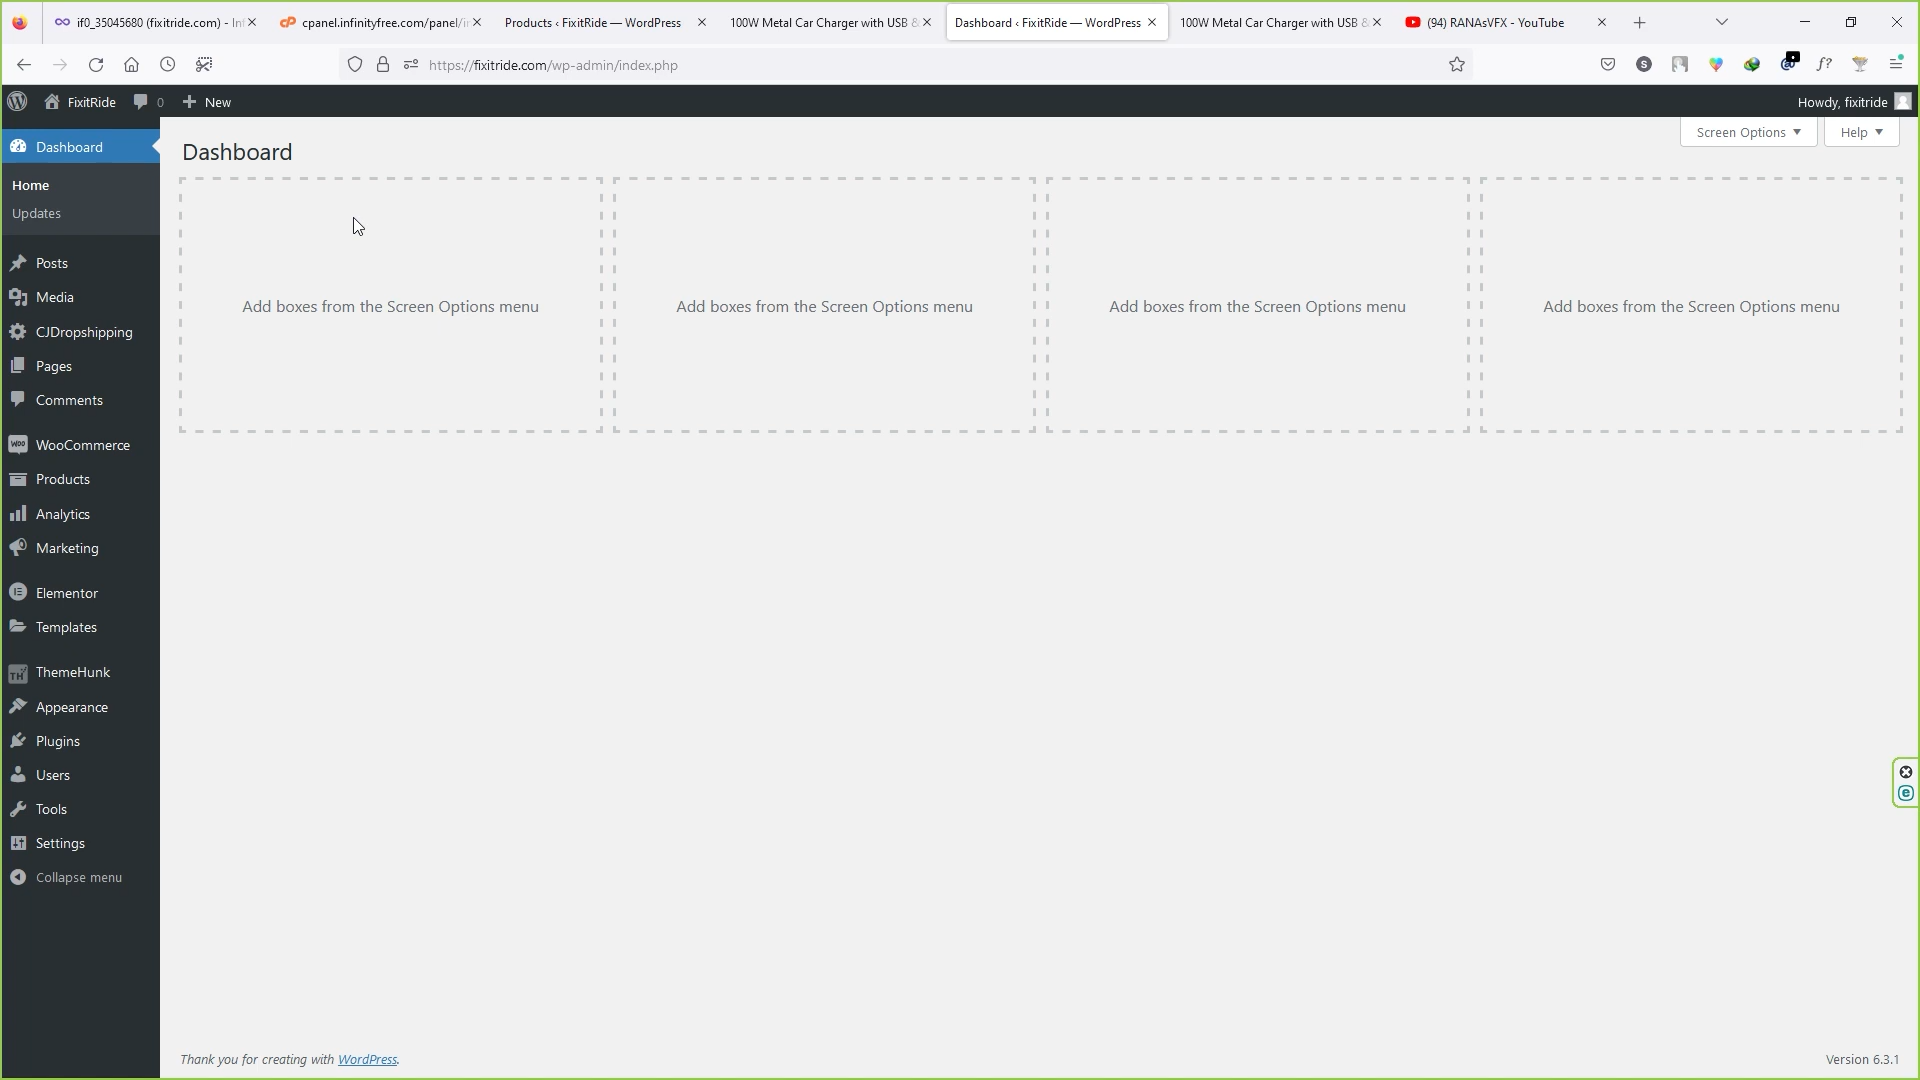 if0_35045680 (fixitride.com) - In
cpanel.infinityfree.com/panel/i
Products ‹ FixitRide — WordPress
100W Metal Car Charger with USB &
Dashboard ‹ FixitRide — WordPress
100W Metal Car Charger with USB &
(94) RANAsVFX - YouTube
https://fixitride.com/wp-admin/index.php
S
f?
FixitRide
0
New
Howdy, fixitride
Screen Options
Help
Dashboard
Dashboard
Home
Updates
Posts
Media
CJDropshipping
Pages
Comments
WooCommerce
Products
Analytics
Marketing
Elementor
Templates
ThemeHunk
Appearance
Plugins
Users
Tools
Settings
Collapse menu
Add boxes from the Screen Options menu
Add boxes from the Screen Options menu
Add boxes from the Screen Options menu
Add boxes from the Screen Options menu
Thank you for creating with WordPress.
Version 6.3.1